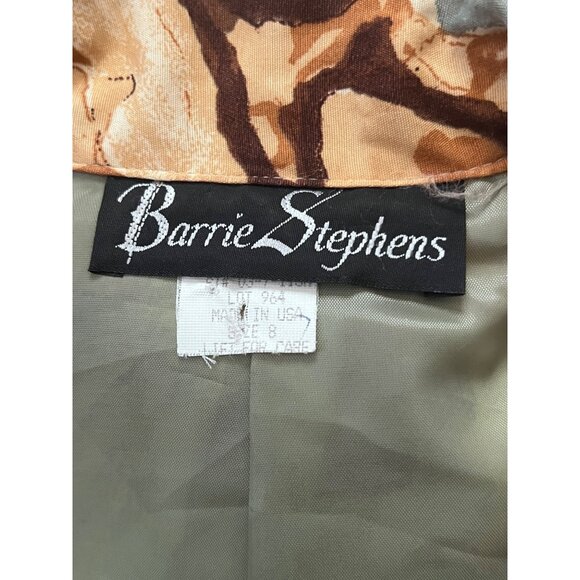 Barrie Stephens
LOT 964
MADE IN USA
SIZE 8
LIFT FOR CARE